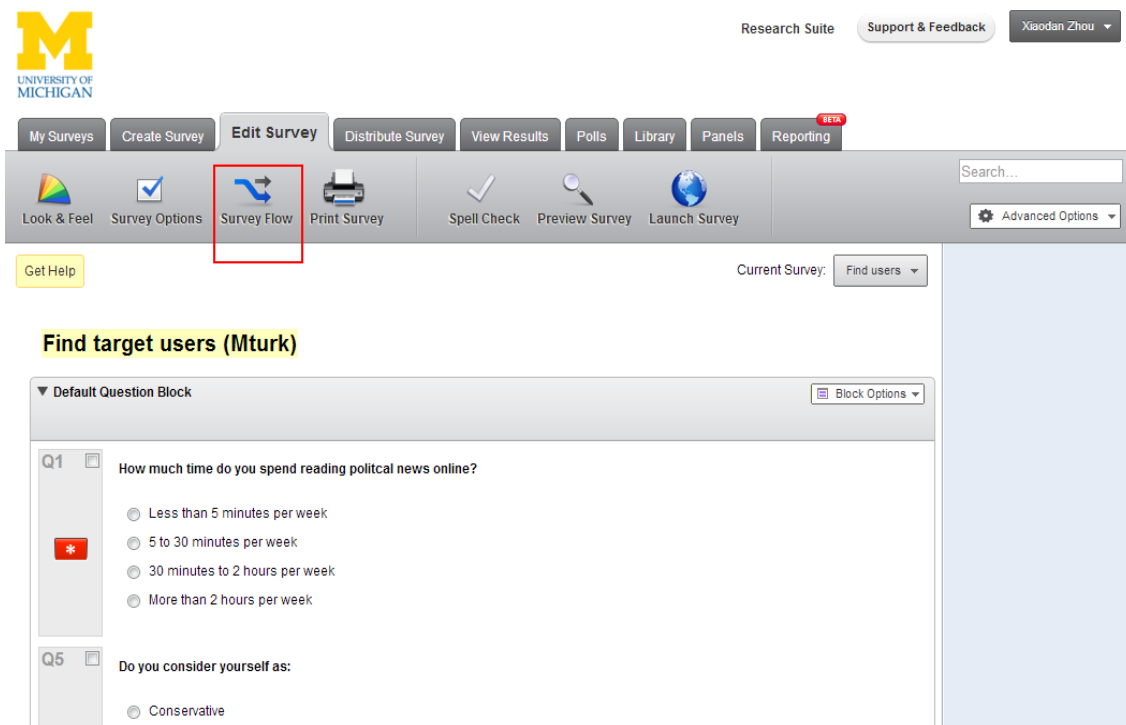 Research Suite
Support & Feedback
Xiaodan Zhou
M
UNIVERSITY OF
MICHIGAN
My Surveys
Create Survey
Edit Survey
Distribute Survey
View Results
Polls
Library
Panels
Reporting
BETA
Look & Feel
Survey Options
Survey Flow
Print Survey
Spell Check
Preview Survey
Launch Survey
Search...
Advanced Options
Get Help
Current Survey:
Find users
Find target users (Mturk)
Default Question Block
Block Options
Q1
How much time do you spend reading politcal news online?
Less than 5 minutes per week
5 to 30 minutes per week
*
30 minutes to 2 hours per week
More than 2 hours per week
Q5
Do you consider yourself as:
Conservative